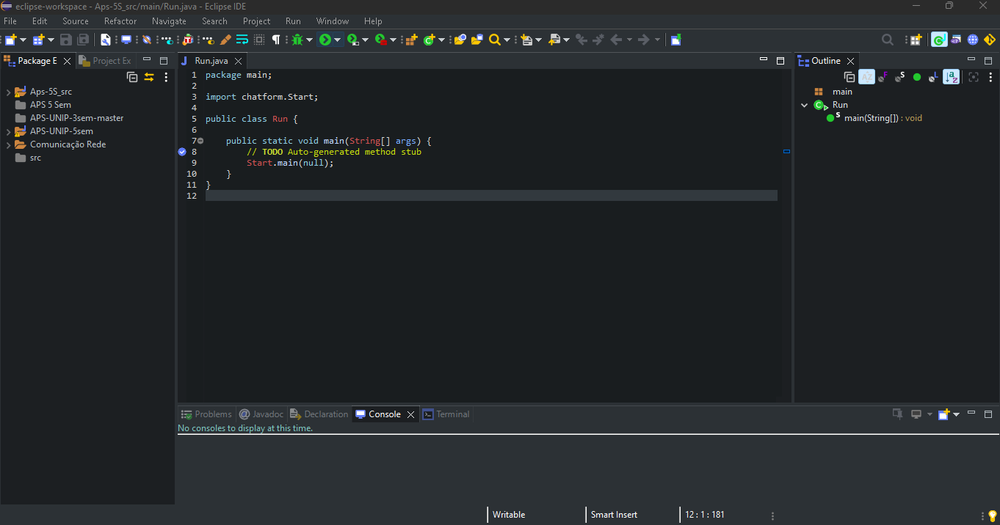 eclipse-workspace - Aps-5S_src/main/Run.java - Eclipse IDE
File Edit Source Refactor Navigate Search Project Run Window Help
Package E Project Ex
Aps-5S_src
APS 5 Sem
APS-UNIP-3sem-master
APS-UNIP-5sem
Comunicação Rede
src
Run.java
1 package main;
2
3 import chatform.Start;
4
5 public class Run {
6
7 public static void main(String[] args) {
8 // TODO Auto-generated method stub
9 Start.main(null);
10 }
11 }
12
Outline
main
Run
main(String[]) : void
Problems Javadoc Declaration Console Terminal
No consoles to display at this time.
Writable Smart Insert 12 : 1 : 181